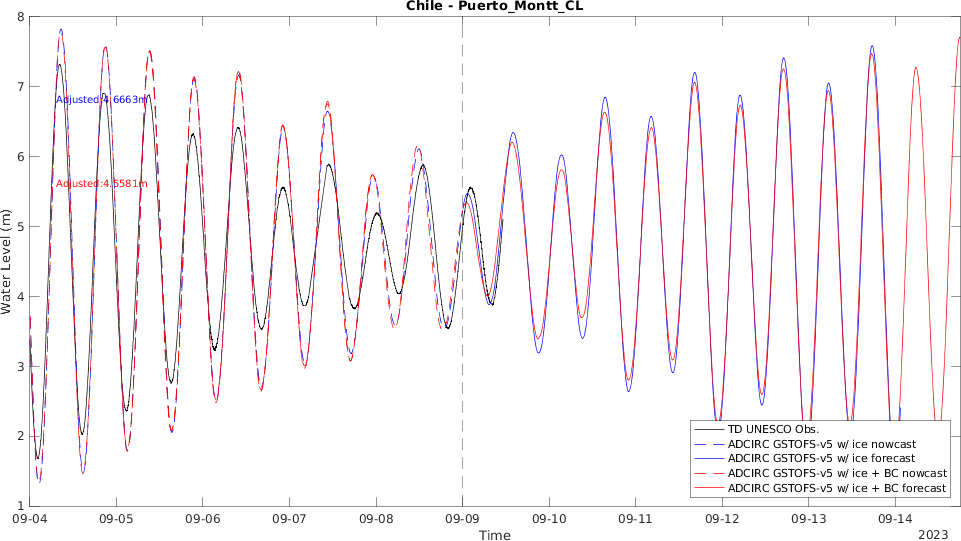 Chile - Puerto_Montt_CL
8
7
6
5
4
3
2
1
Water Level (m)
Adjusted:4.6663m
Adjusted:4.5581m
TD UNESCO Obs.
ADCIRC GSTOFS-v5 w/ ice nowcast
ADCIRC GSTOFS-v5 w/ ice forecast
ADCIRC GSTOFS-v5 w/ ice + BC nowcast
ADCIRC GSTOFS-v5 w/ ice + BC forecast
09-04 09-05 09-06 09-07 09-08 09-09 09-10 09-11 09-12 09-13 09-14
Time
2023